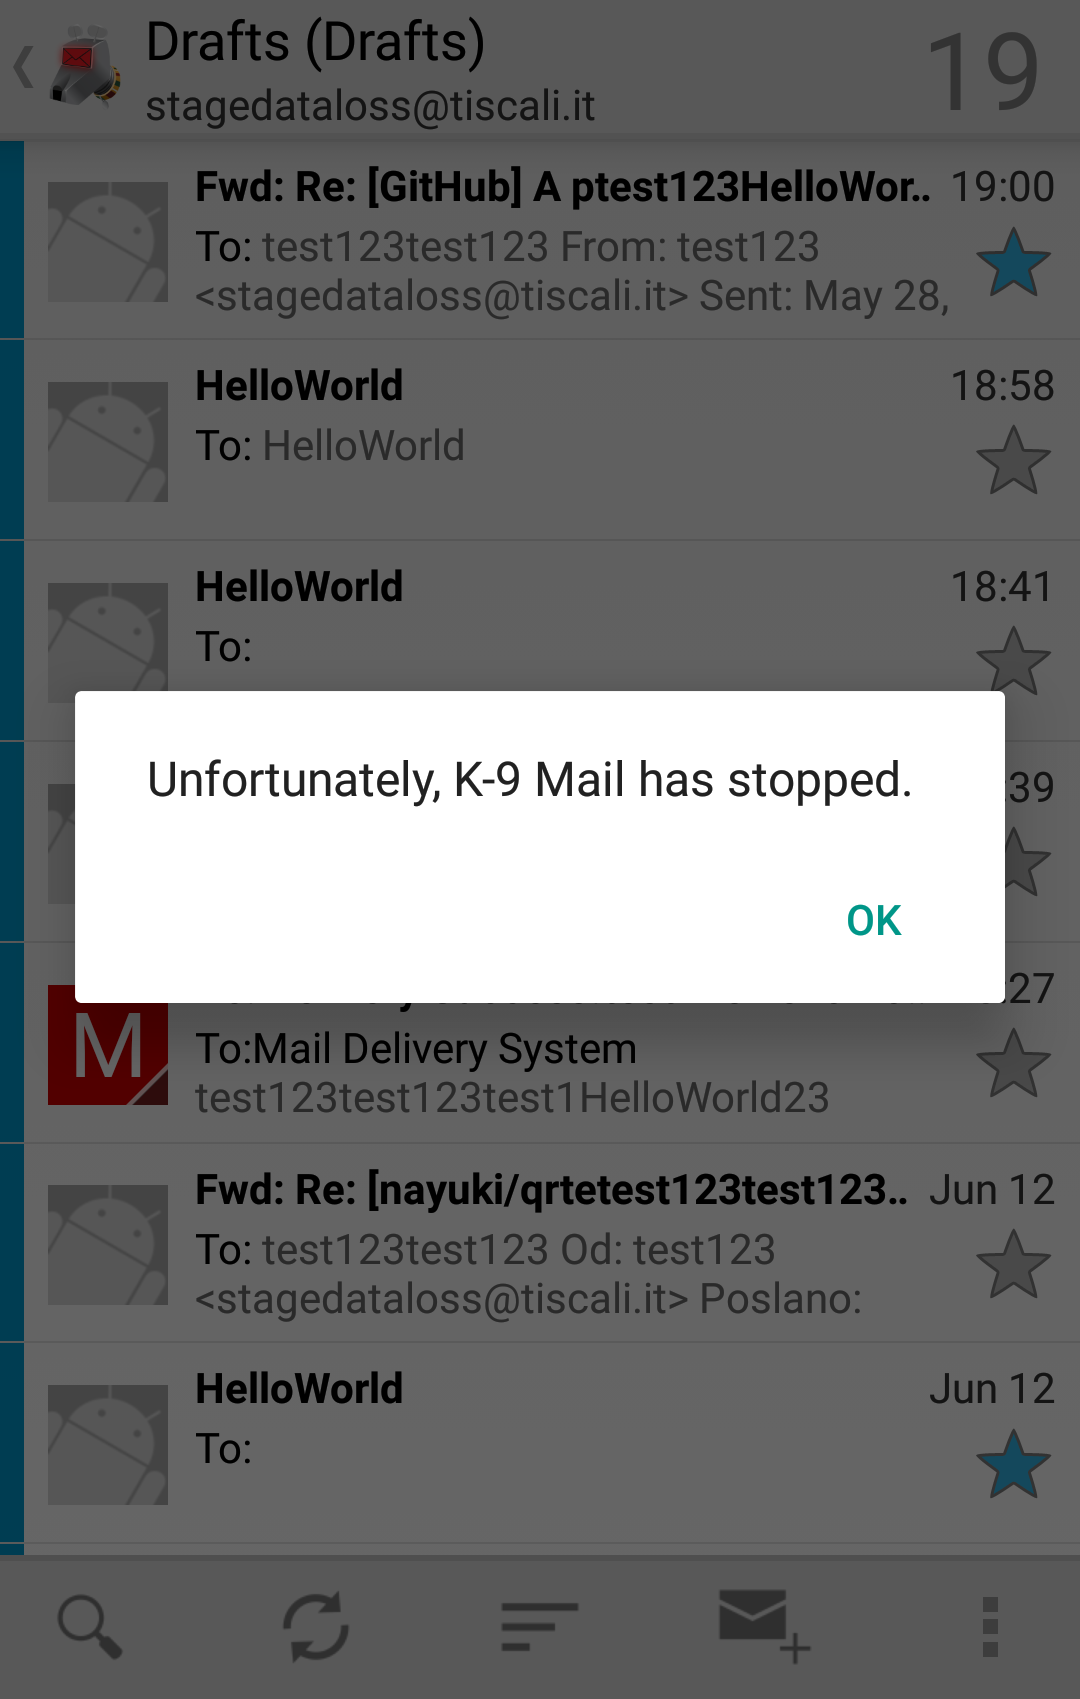 Drafts (Drafts)
stagedataloss@tiscali.it
19
Fwd: Re: [GitHub] A ptest123HelloWor..
19:00
To: test123test123 From: test123
<stagedataloss@tiscali.it> Sent: May 28,
HelloWorld
18:58
To: HelloWorld
HelloWorld
18:41
To:
Unfortunately, K-9 Mail has stopped.
:39
OK
27
M
To:Mail Delivery System
test123test123test1HelloWorld23
Fwd: Re: [nayuki/qrtetest123test123..
Jun 12
To: test123test123 Od: test123
<stagedataloss@tiscali.it> Poslano:
HelloWorld
Jun 12
To: